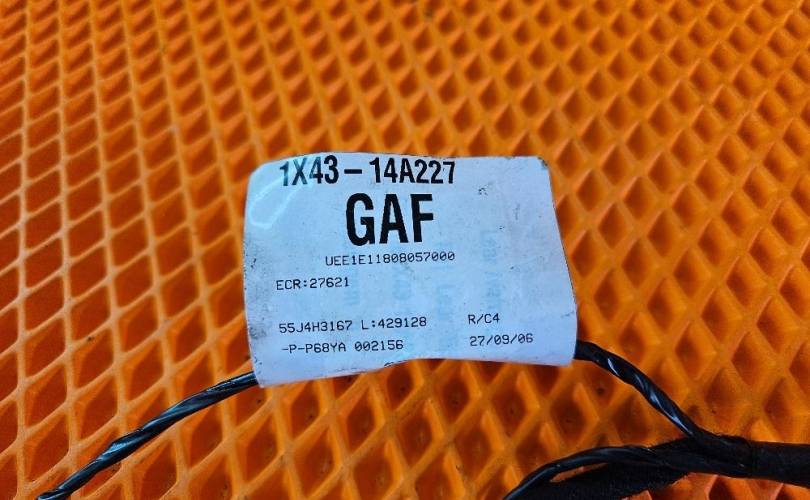 1X43-14A227
GAF
UEE1E11808057000
ECR:27621
55J4H3167 L:429128 R/C4
-P-P68YA 002156 27/09/06